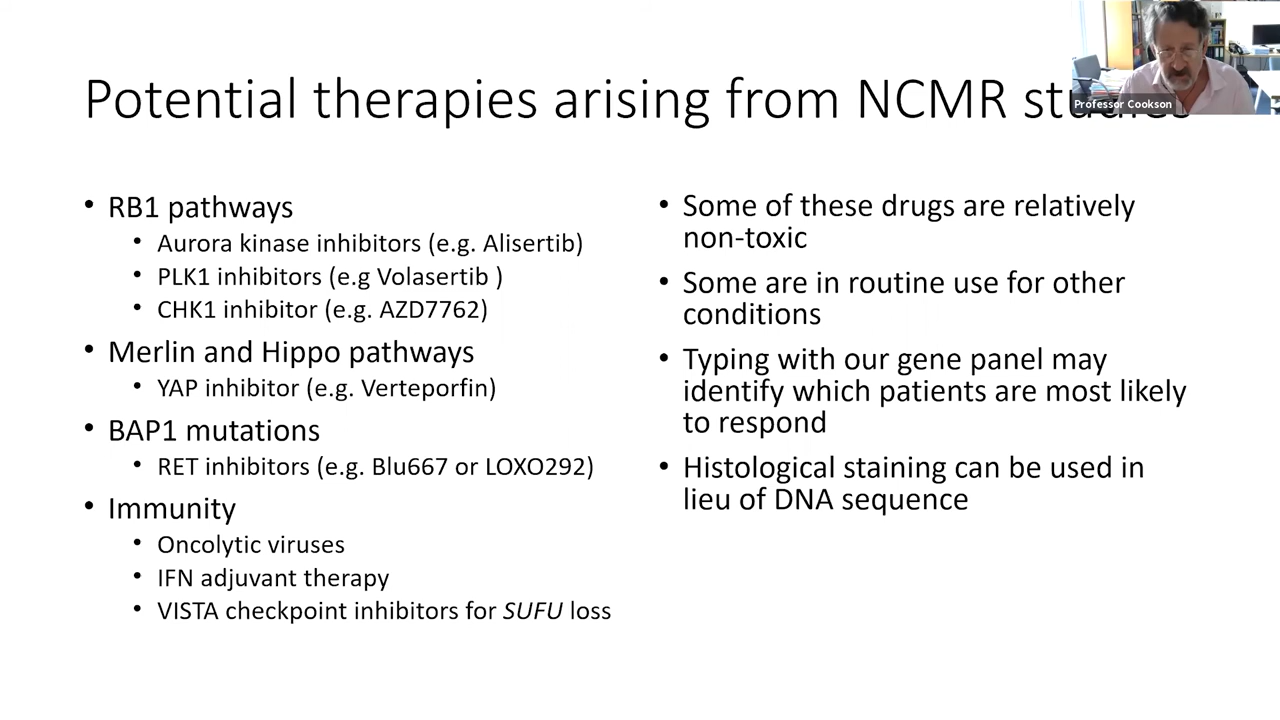 Potential therapies arising from NCMR studies
Professor Cookson
• RB1 pathways
• Aurora kinase inhibitors (e.g. Alisertib)
• PLK1 inhibitors (e.g Volasertib )
• CHK1 inhibitor (e.g. AZD7762)
• Merlin and Hippo pathways
• YAP inhibitor (e.g. Verteporfin)
• BAP1 mutations
• RET inhibitors (e.g. Blu667 or LOXO292)
• Immunity
• Oncolytic viruses
• IFN adjuvant therapy
• VISTA checkpoint inhibitors for SUFU loss
• Some of these drugs are relatively
non-toxic
• Some are in routine use for other
conditions
• Typing with our gene panel may
identify which patients are most likely
to respond
• Histological staining can be used in
lieu of DNA sequence